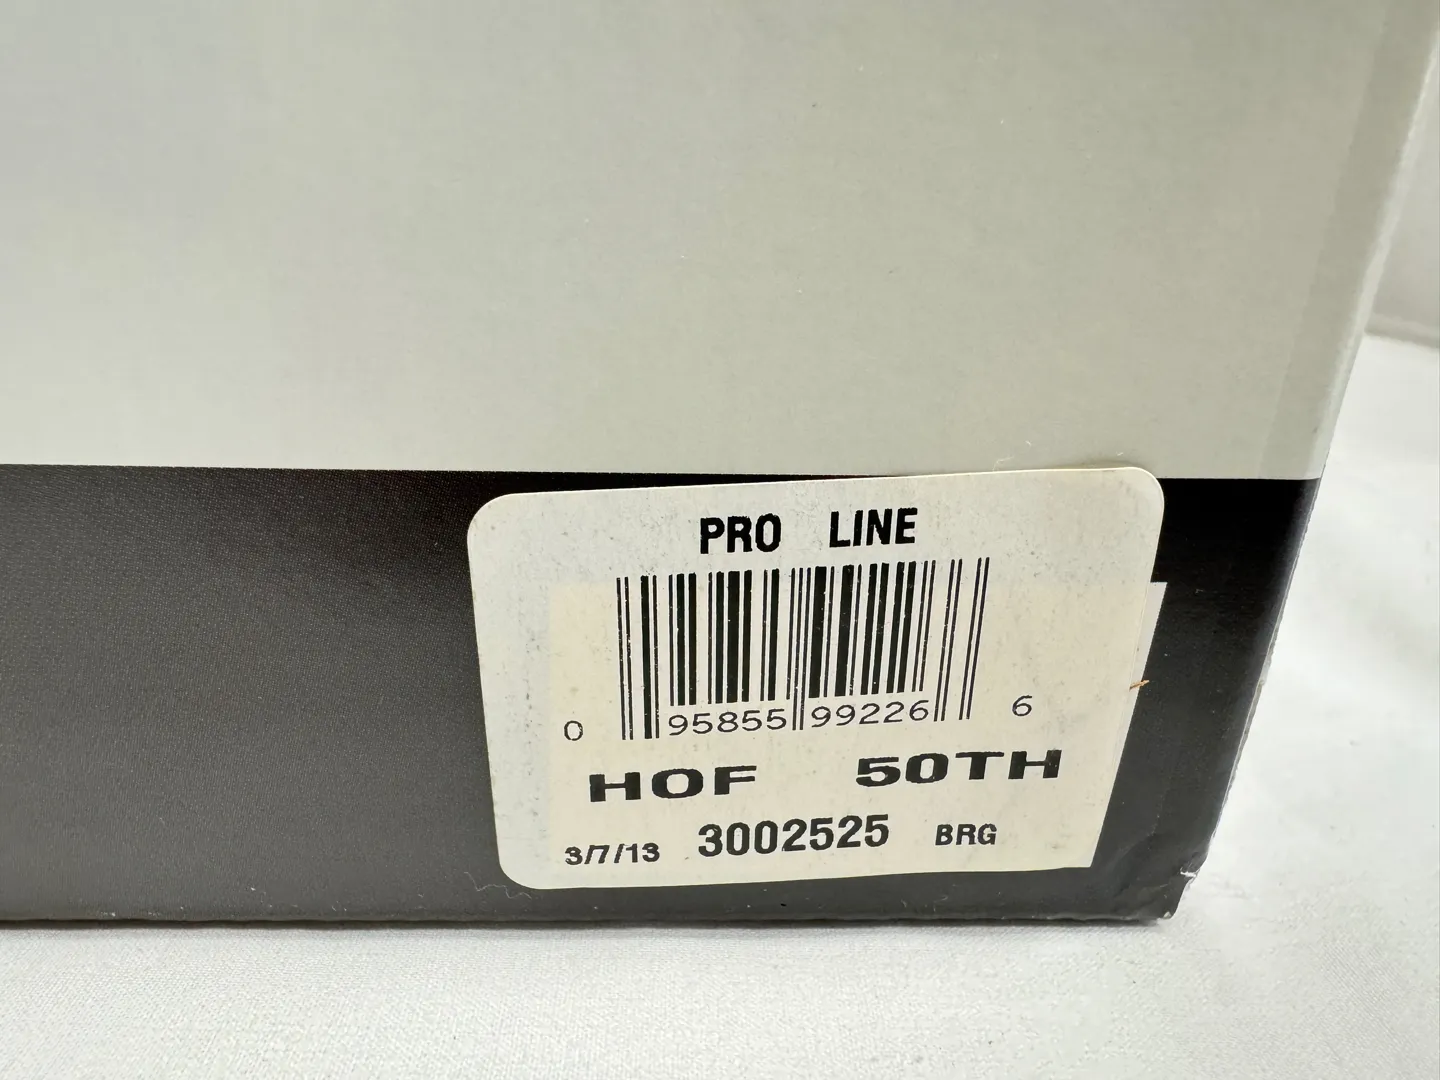 PRO LINE
0 95855 99226 6
HOF 50TH
3/7/13 3002525 BRG